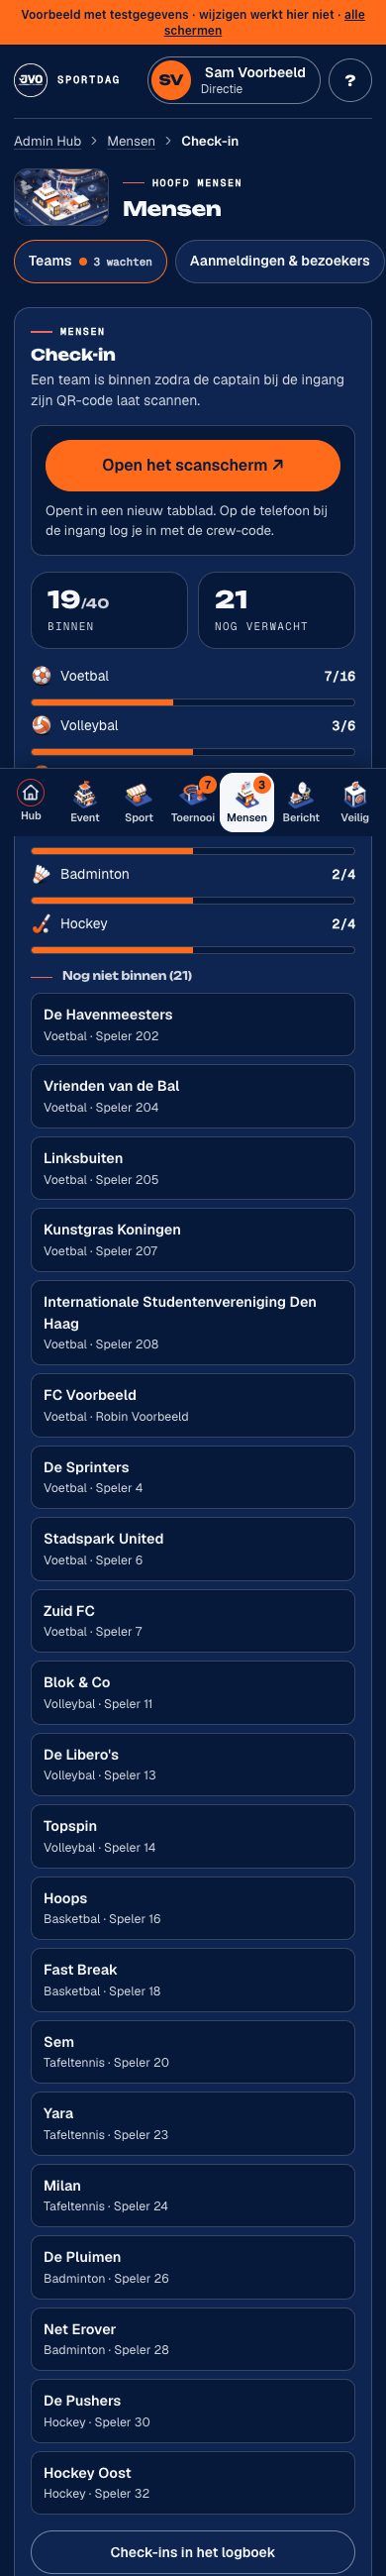 Voorbeeld met testgegevens · wijzigen werkt hier niet · alle
schermen
JVO SPORTDAG
SV
Sam Voorbeeld
Directie
?
Admin Hub > Mensen > Check-in
HOOFD MENSEN
Mensen
Teams 3 wachten
Aanmeldingen & bezoekers
MENSEN
Check-in
Een team is binnen zodra de captain bij de ingang
zijn QR-code laat scannen.
Open het scanscherm ↗
Opent in een nieuw tabblad. Op de telefoon bij
de ingang log je in met de crew-code.
19/40
BINNEN
21
NOG VERWACHT
Voetbal 7/16
Volleybal 3/6
Hub
Event
Sport
7
Toernooi
3
Mensen
Bericht
Veilig
Badminton 2/4
Hockey 2/4
Nog niet binnen (21)
De Havenmeesters
Voetbal · Speler 202
Vrienden van de Bal
Voetbal · Speler 204
Linksbuiten
Voetbal · Speler 205
Kunstgras Koningen
Voetbal · Speler 207
Internationale Studentenvereniging Den
Haag
Voetbal · Speler 208
FC Voorbeeld
Voetbal · Robin Voorbeeld
De Sprinters
Voetbal · Speler 4
Stadspark United
Voetbal · Speler 6
Zuid FC
Voetbal · Speler 7
Blok & Co
Volleybal · Speler 11
De Libero's
Volleybal · Speler 13
Topspin
Volleybal · Speler 14
Hoops
Basketbal · Speler 16
Fast Break
Basketbal · Speler 18
Sem
Tafeltennis · Speler 20
Yara
Tafeltennis · Speler 23
Milan
Tafeltennis · Speler 24
De Pluimen
Badminton · Speler 26
Net Erover
Badminton · Speler 28
De Pushers
Hockey · Speler 30
Hockey Oost
Hockey · Speler 32
Check-ins in het logboek